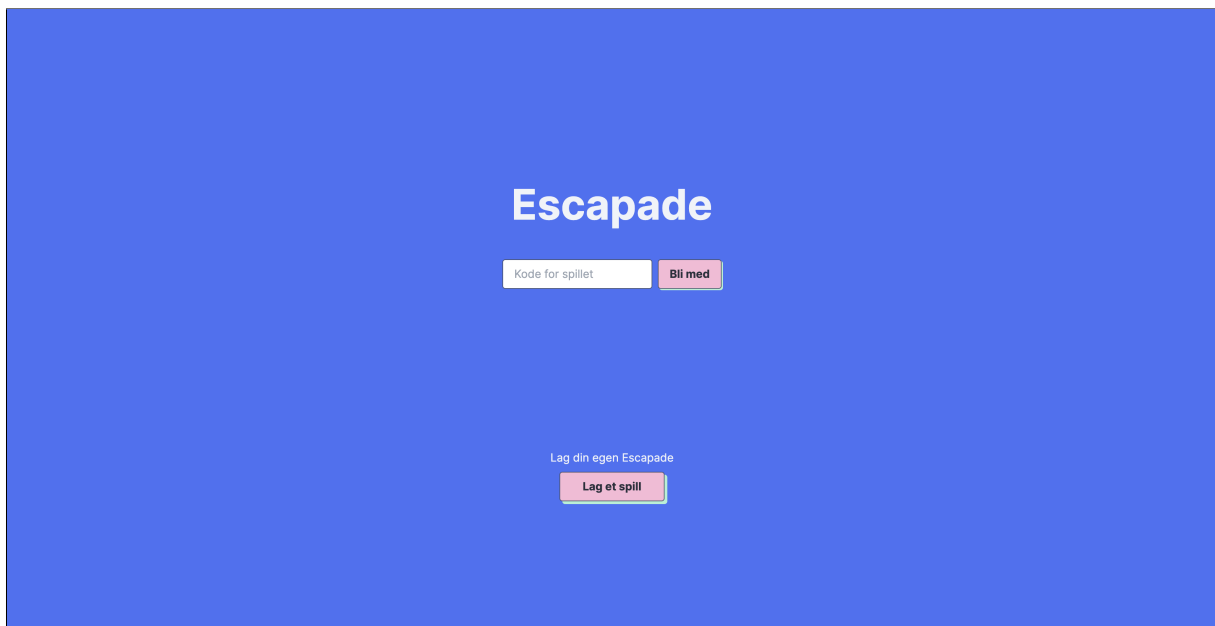 Escapade
Kode for spillet
Bli med
Lag din egen Escapade
Lag et spill